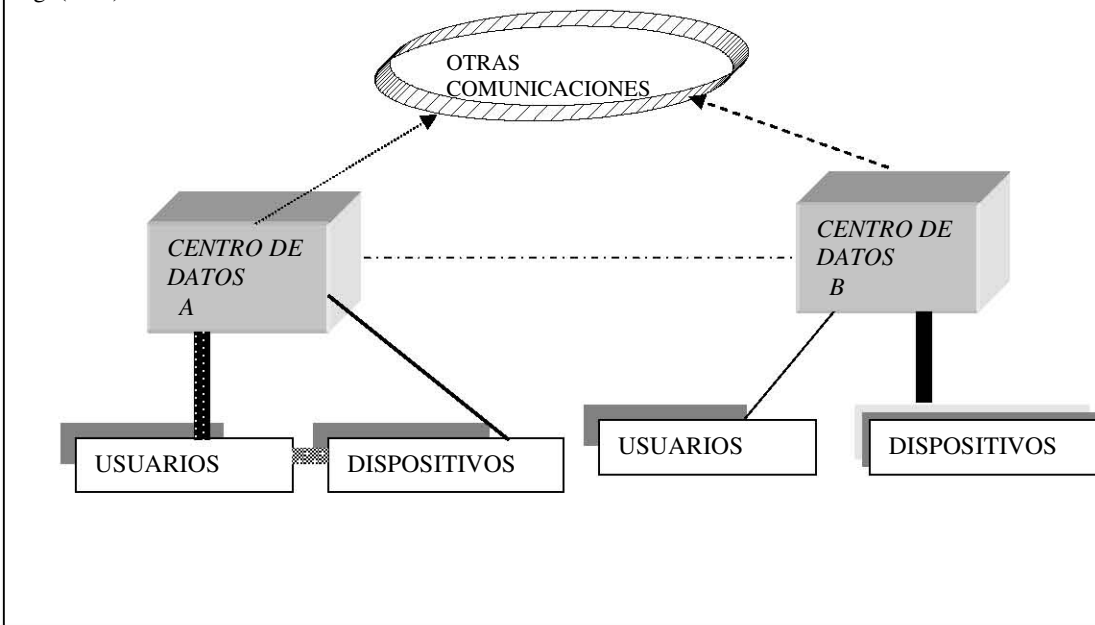 OTRAS
COMUNICACIONES
CENTRO DE
DATOS
A
CENTRO DE
DATOS
B
USUARIOS
DISPOSITIVOS
USUARIOS
DISPOSITIVOS